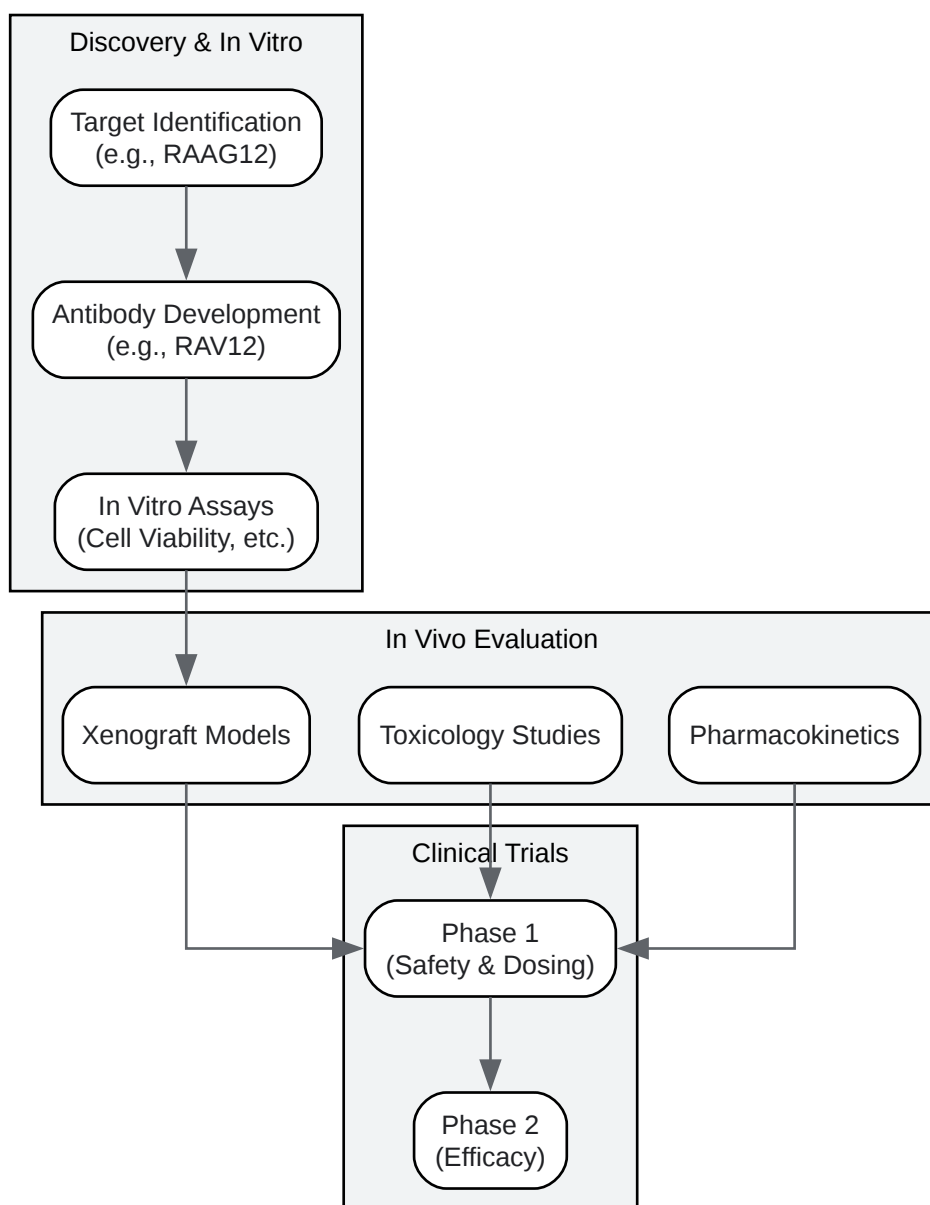 Discovery & In Vitro
Target Identification
(e.g., RAAG12)
Antibody Development
(e.g., RAV12)
In Vitro Assays
(Cell Viability, etc.)
In Vivo Evaluation
Xenograft Models
Toxicology Studies
Pharmacokinetics
Clinical Trials
Phase 1
(Safety & Dosing)
Phase 2
(Efficacy)